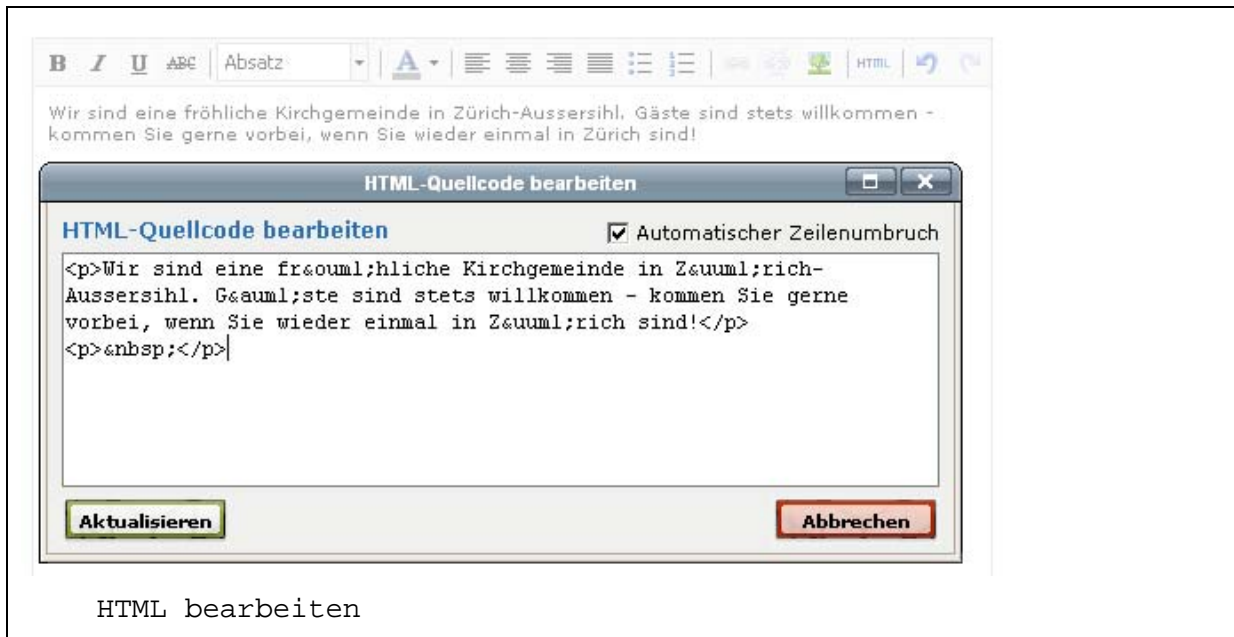 B I U ABC Absatz A HTML
Wir sind eine fröhliche Kirchgemeinde in Zürich-Aussersihl. Gäste sind stets willkommen -
kommen Sie gerne vorbei, wenn Sie wieder einmal in Zürich sind!
HTML-Quellcode bearbeiten
HTML-Quellcode bearbeiten Automatischer Zeilenumbruch
<p>Wir sind eine fr&ouml;hliche Kirchgemeinde in Z&uuml;rich-
Aussersihl. G&auml;ste sind stets willkommen - kommen Sie gerne
vorbei, wenn Sie wieder einmal in Z&uuml;rich sind!</p>
<p>&nbsp;</p>
Aktualisieren Abbrechen
HTML bearbeiten